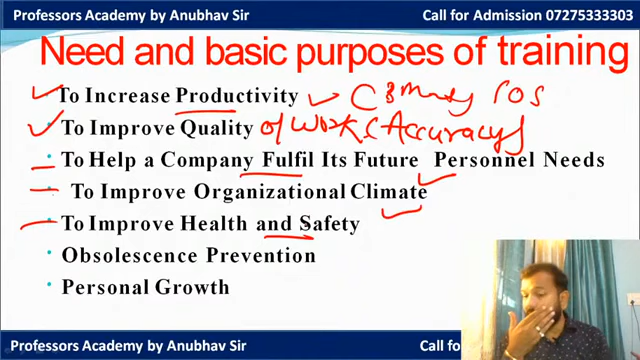 Professors Academy by Anubhav Sir Call for Admission 07275333303
Need and basic purposes of training
To Increase Productivity
To Improve Quality of work (Accuracy)
To Help a Company Fulfil Its Future Personnel Needs
To Improve Organizational Climate
To Improve Health and Safety
Obsolescence Prevention
Personal Growth
Professors Academy by Anubhav Sir Call fo 03